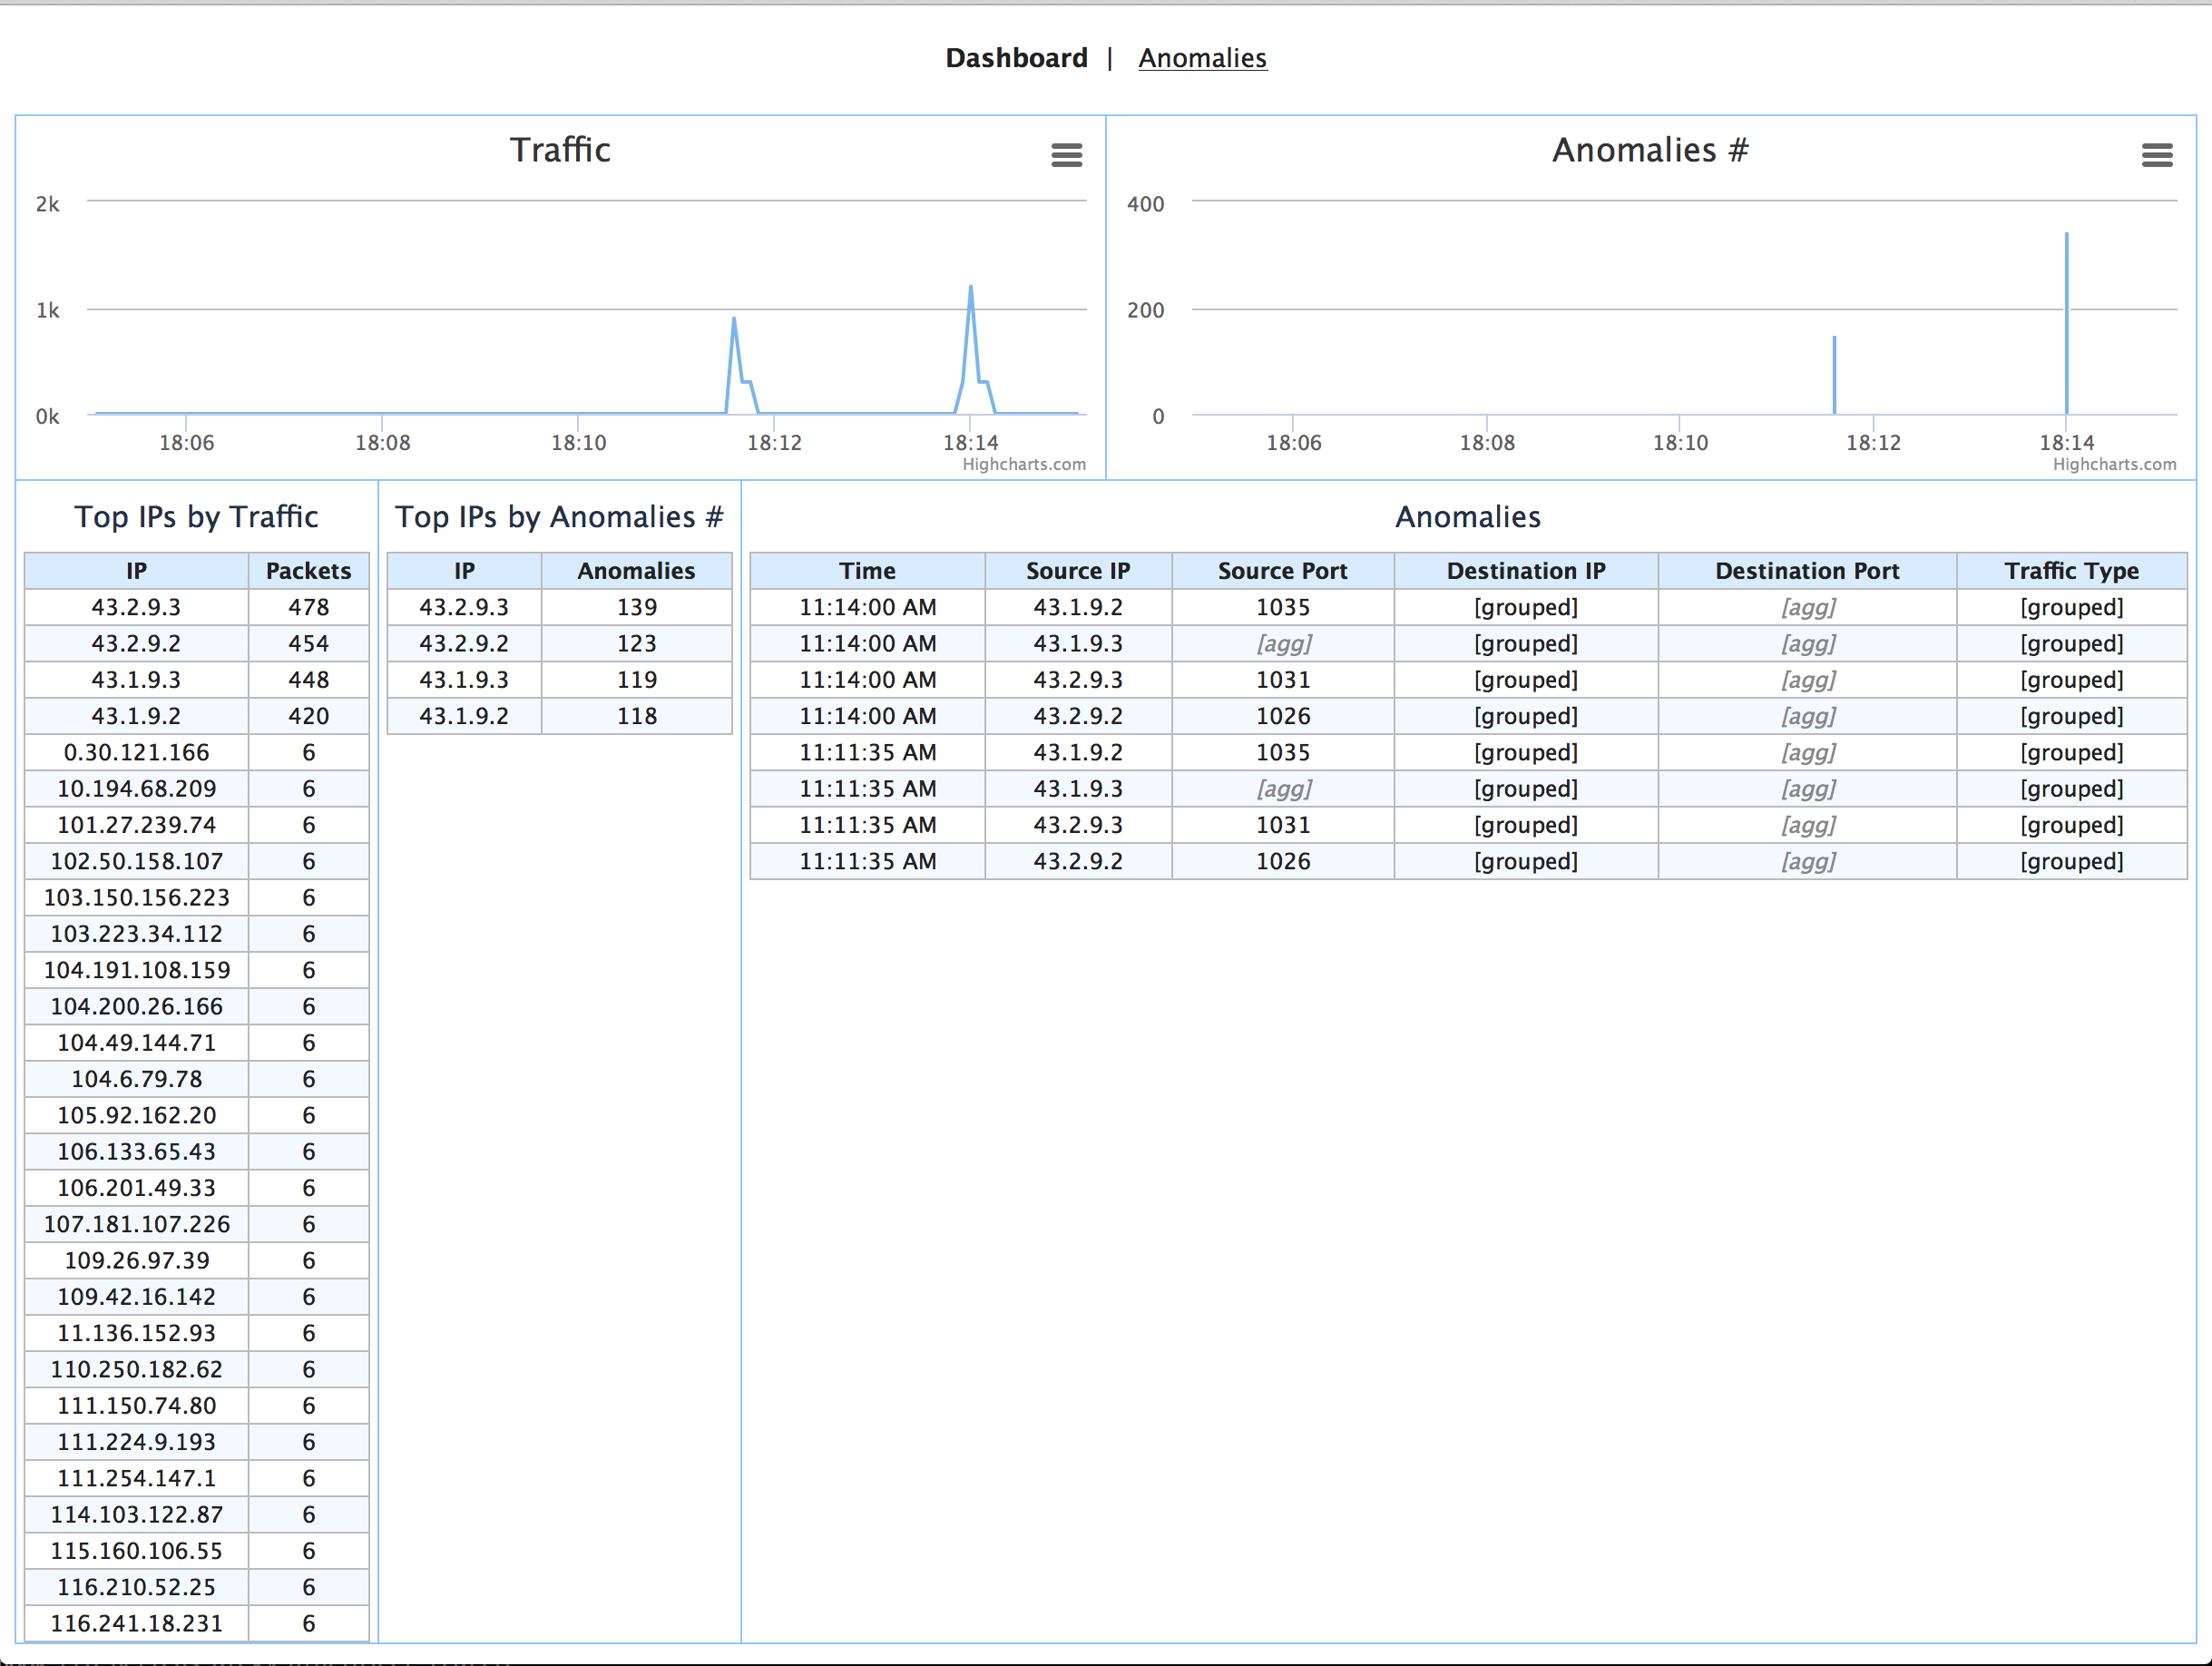 Dashboard | Anomalies
Traffic
2k
1k
0k
18:06 18:08 18:10 18:12 18:14
Highcharts.com
Anomalies #
400
200
0
18:06 18:08 18:10 18:12 18:14
Highcharts.com
Top IPs by Traffic
IP Packets
43.2.9.3 478
43.2.9.2 454
43.1.9.3 448
43.1.9.2 420
0.30.121.166 6
10.194.68.209 6
101.27.239.74 6
102.50.158.107 6
103.150.156.223 6
103.223.34.112 6
104.191.108.159 6
104.200.26.166 6
104.49.144.71 6
104.6.79.78 6
105.92.162.20 6
106.133.65.43 6
106.201.49.33 6
107.181.107.226 6
109.26.97.39 6
109.42.16.142 6
11.136.152.93 6
110.250.182.62 6
111.150.74.80 6
111.224.9.193 6
111.254.147.1 6
114.103.122.87 6
115.160.106.55 6
116.210.52.25 6
116.241.18.231 6
Top IPs by Anomalies #
IP Anomalies
43.2.9.3 139
43.2.9.2 123
43.1.9.3 119
43.1.9.2 118
Anomalies
Time Source IP Source Port Destination IP Destination Port Traffic Type
11:14:00 AM 43.1.9.2 1035 [grouped] [agg] [grouped]
11:14:00 AM 43.1.9.3 [agg] [grouped] [agg] [grouped]
11:14:00 AM 43.2.9.3 1031 [grouped] [agg] [grouped]
11:14:00 AM 43.2.9.2 1026 [grouped] [agg] [grouped]
11:11:35 AM 43.1.9.2 1035 [grouped] [agg] [grouped]
11:11:35 AM 43.1.9.3 [agg] [grouped] [agg] [grouped]
11:11:35 AM 43.2.9.3 1031 [grouped] [agg] [grouped]
11:11:35 AM 43.2.9.2 1026 [grouped] [agg] [grouped]